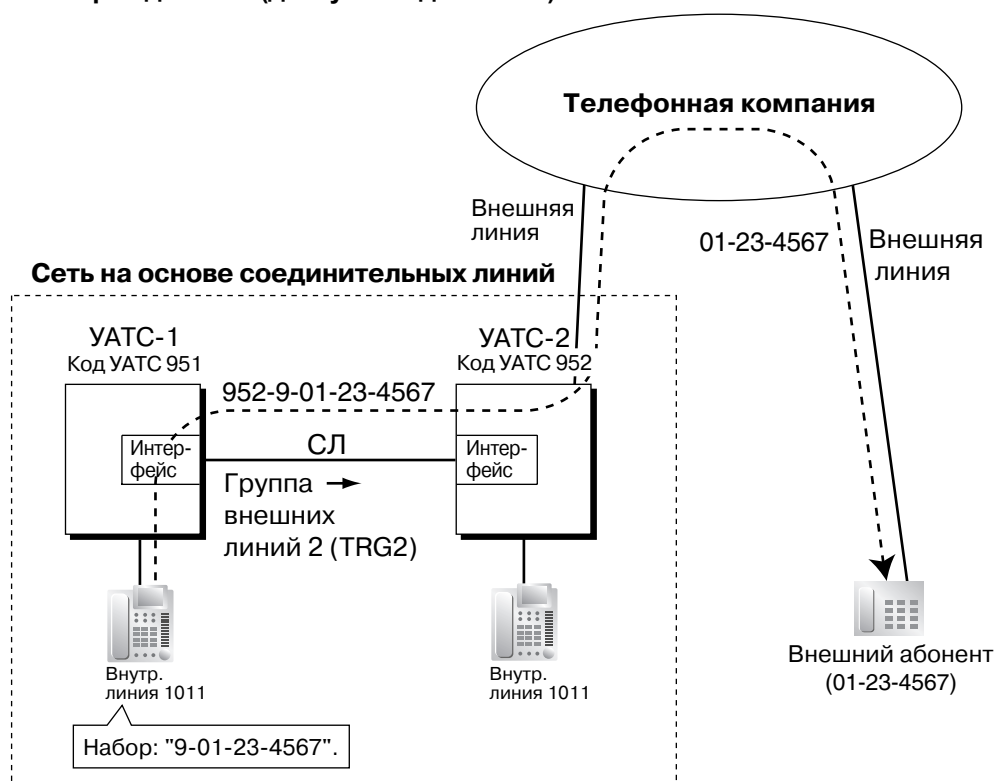 Телефонная компания
Внешняя
линия
01-23-4567
Внешняя
линия
Сеть на основе соединительных линий
УАТС-1
Код УАТС 951
УАТС-2
Код УАТС 952
952-9-01-23-4567
Интер-
фейс
СЛ
Интер-
фейс
Группа
внешних
линий 2 (TRG2)
Внутр.
линия 1011
Внутр.
линия 1011
Внешний абонент
(01-23-4567)
Набор: "9-01-23-4567".